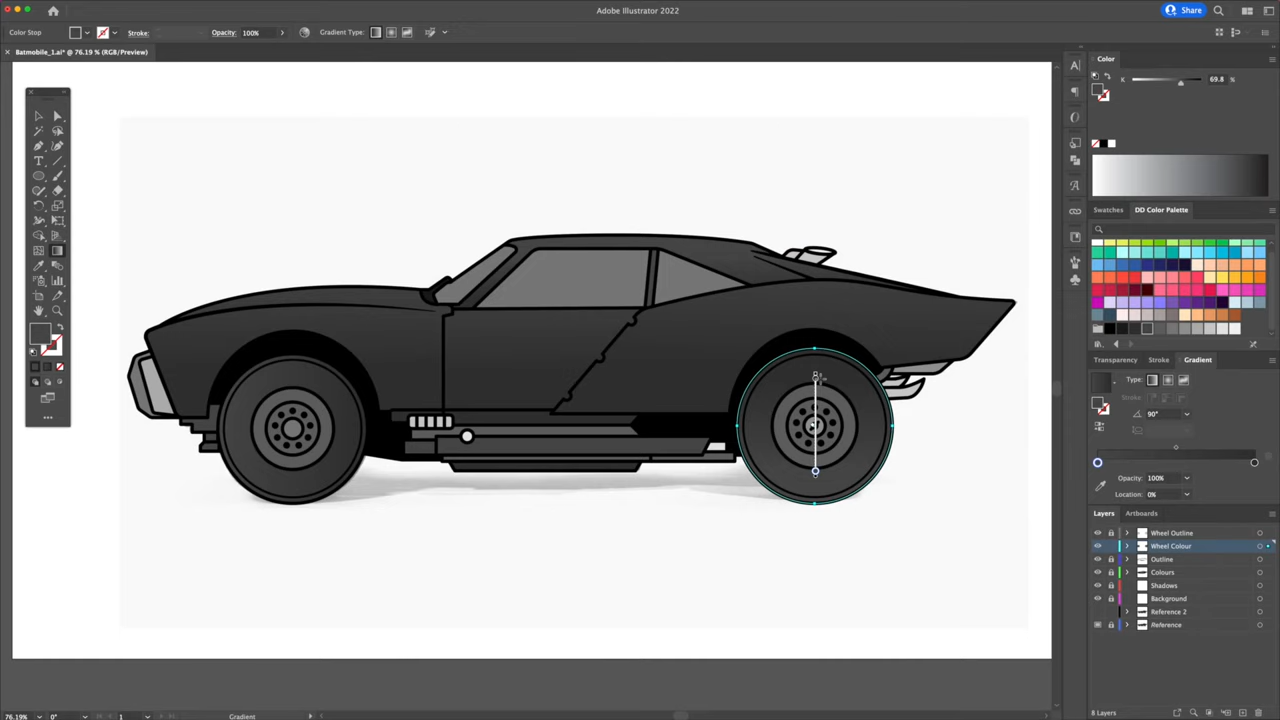 Adobe Illustrator 2022
Share
Color Stop
Stroke:
Opacity: 100%
Gradient Type:
× Batmobile_1.ai* @ 76.19 % (RGB/Preview)
Color
K 69.8 %
Swatches DD Color Palette
Transparency Stroke Gradient
Type:
Stroke:
90°
Opacity: 100%
Location: 0%
Layers Artboards
Wheel Outline
Wheel Colour
Outline
Colours
Shadows
Background
Reference 2
Reference
8 Layers
76.19% 0° 1 Gradient